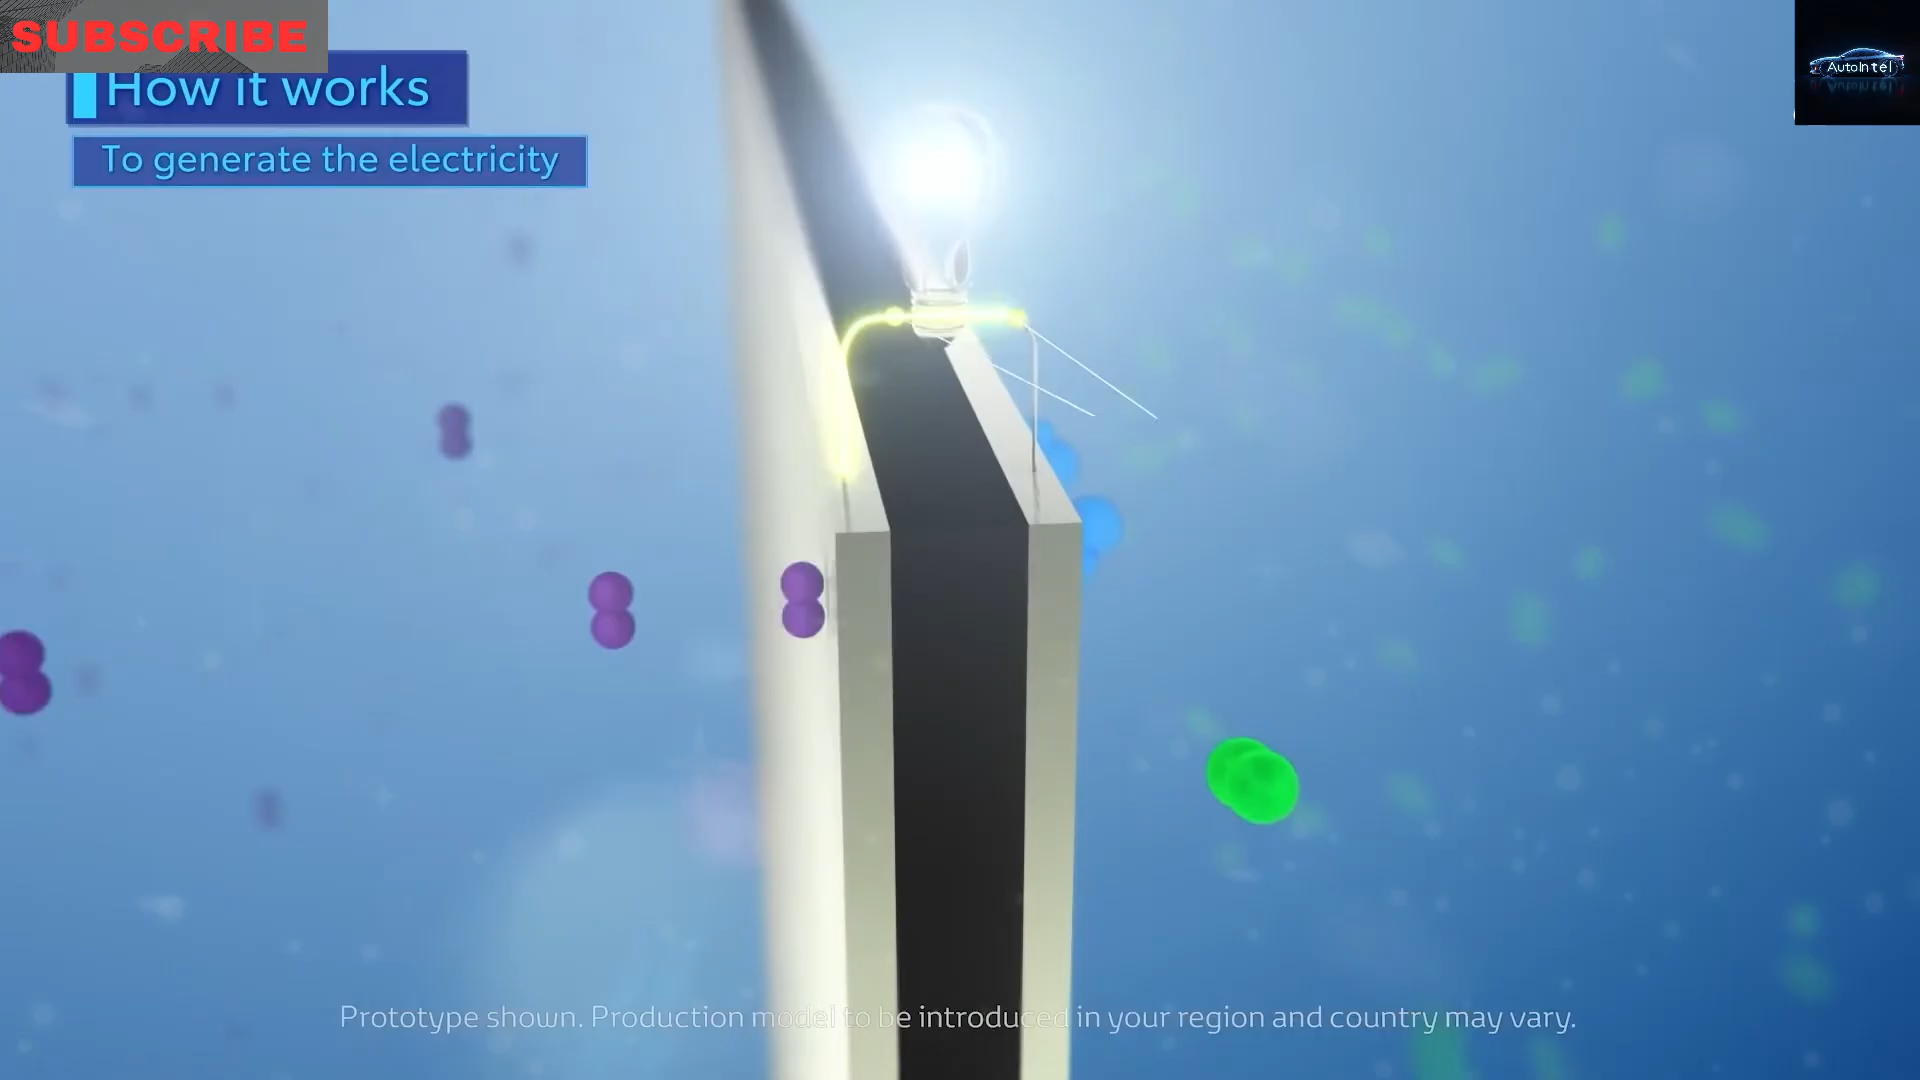 SUBSCRIBE
How it works
To generate the electricity
AutoIntel
Prototype shown. Production model to be introduced in your region and country may vary.